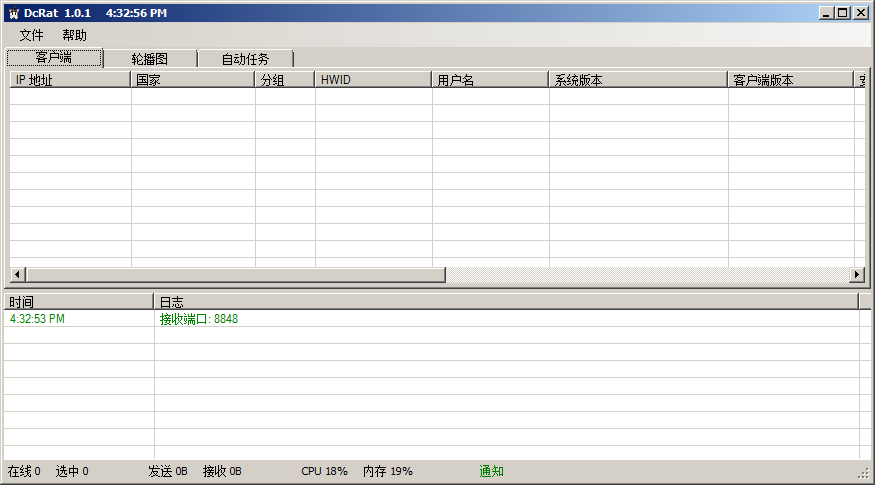 DcRat 1.0.1 4:32:56 PM
文件 帮助
客户端 轮播图 自动任务
IP 地址 国家 分组 HWID 用户名 系统版本 客户端版本
时间 日志
4:32:53 PM 接收端口: 8848
在线 0 选中 0 发送 0B 接收 0B CPU 18% 内存 19% 通知